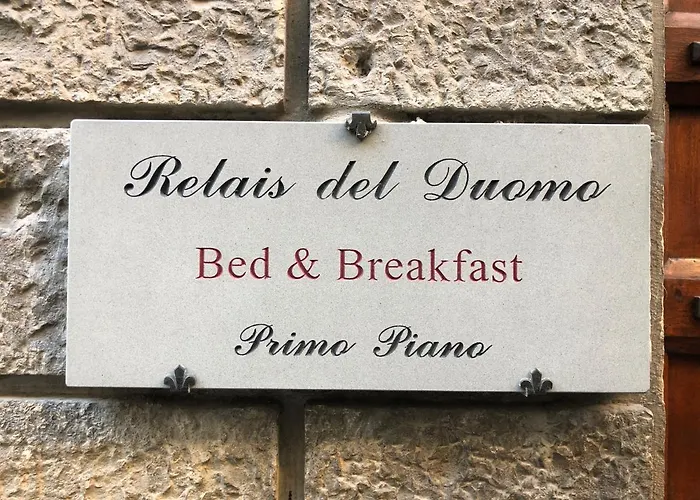 Relais del Duomo
Bed & Breakfast
Primo Piano